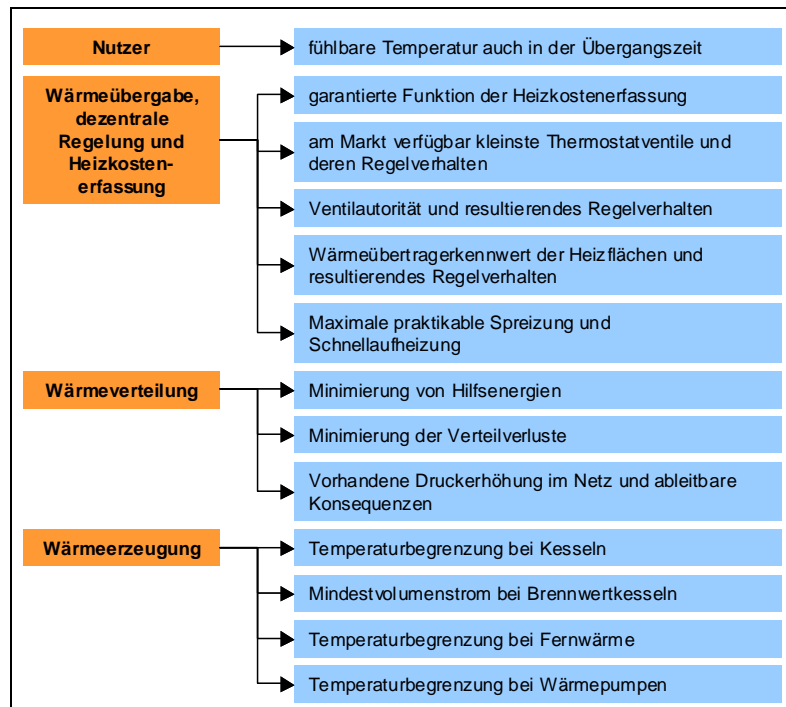 Nutzer
fühlbare Temperatur auch in der Übergangszeit
Wärmeübergabe,
dezentrale
Regelung und
Heizkosten-
erfassung
garantierte Funktion der Heizkostenerfassung
am Markt verfügbar kleinste Thermostatventile und
deren Regelverhalten
Ventilautorität und resultierendes Regelverhalten
Wärmeübertragerkennwert der Heizflächen und
resultierendes Regelverhalten
Maximale praktikable Spreizung und
Schnellaufheizung
Wärmeverteilung
Minimierung von Hilfsenergien
Minimierung der Verteilverluste
Vorhandene Druckerhöhung im Netz und ableitbare
Konsequenzen
Wärmeerzeugung
Temperaturbegrenzung bei Kesseln
Mindestvolumenstrom bei Brennwertkesseln
Temperaturbegrenzung bei Fernwärme
Temperaturbegrenzung bei Wärmepumpen